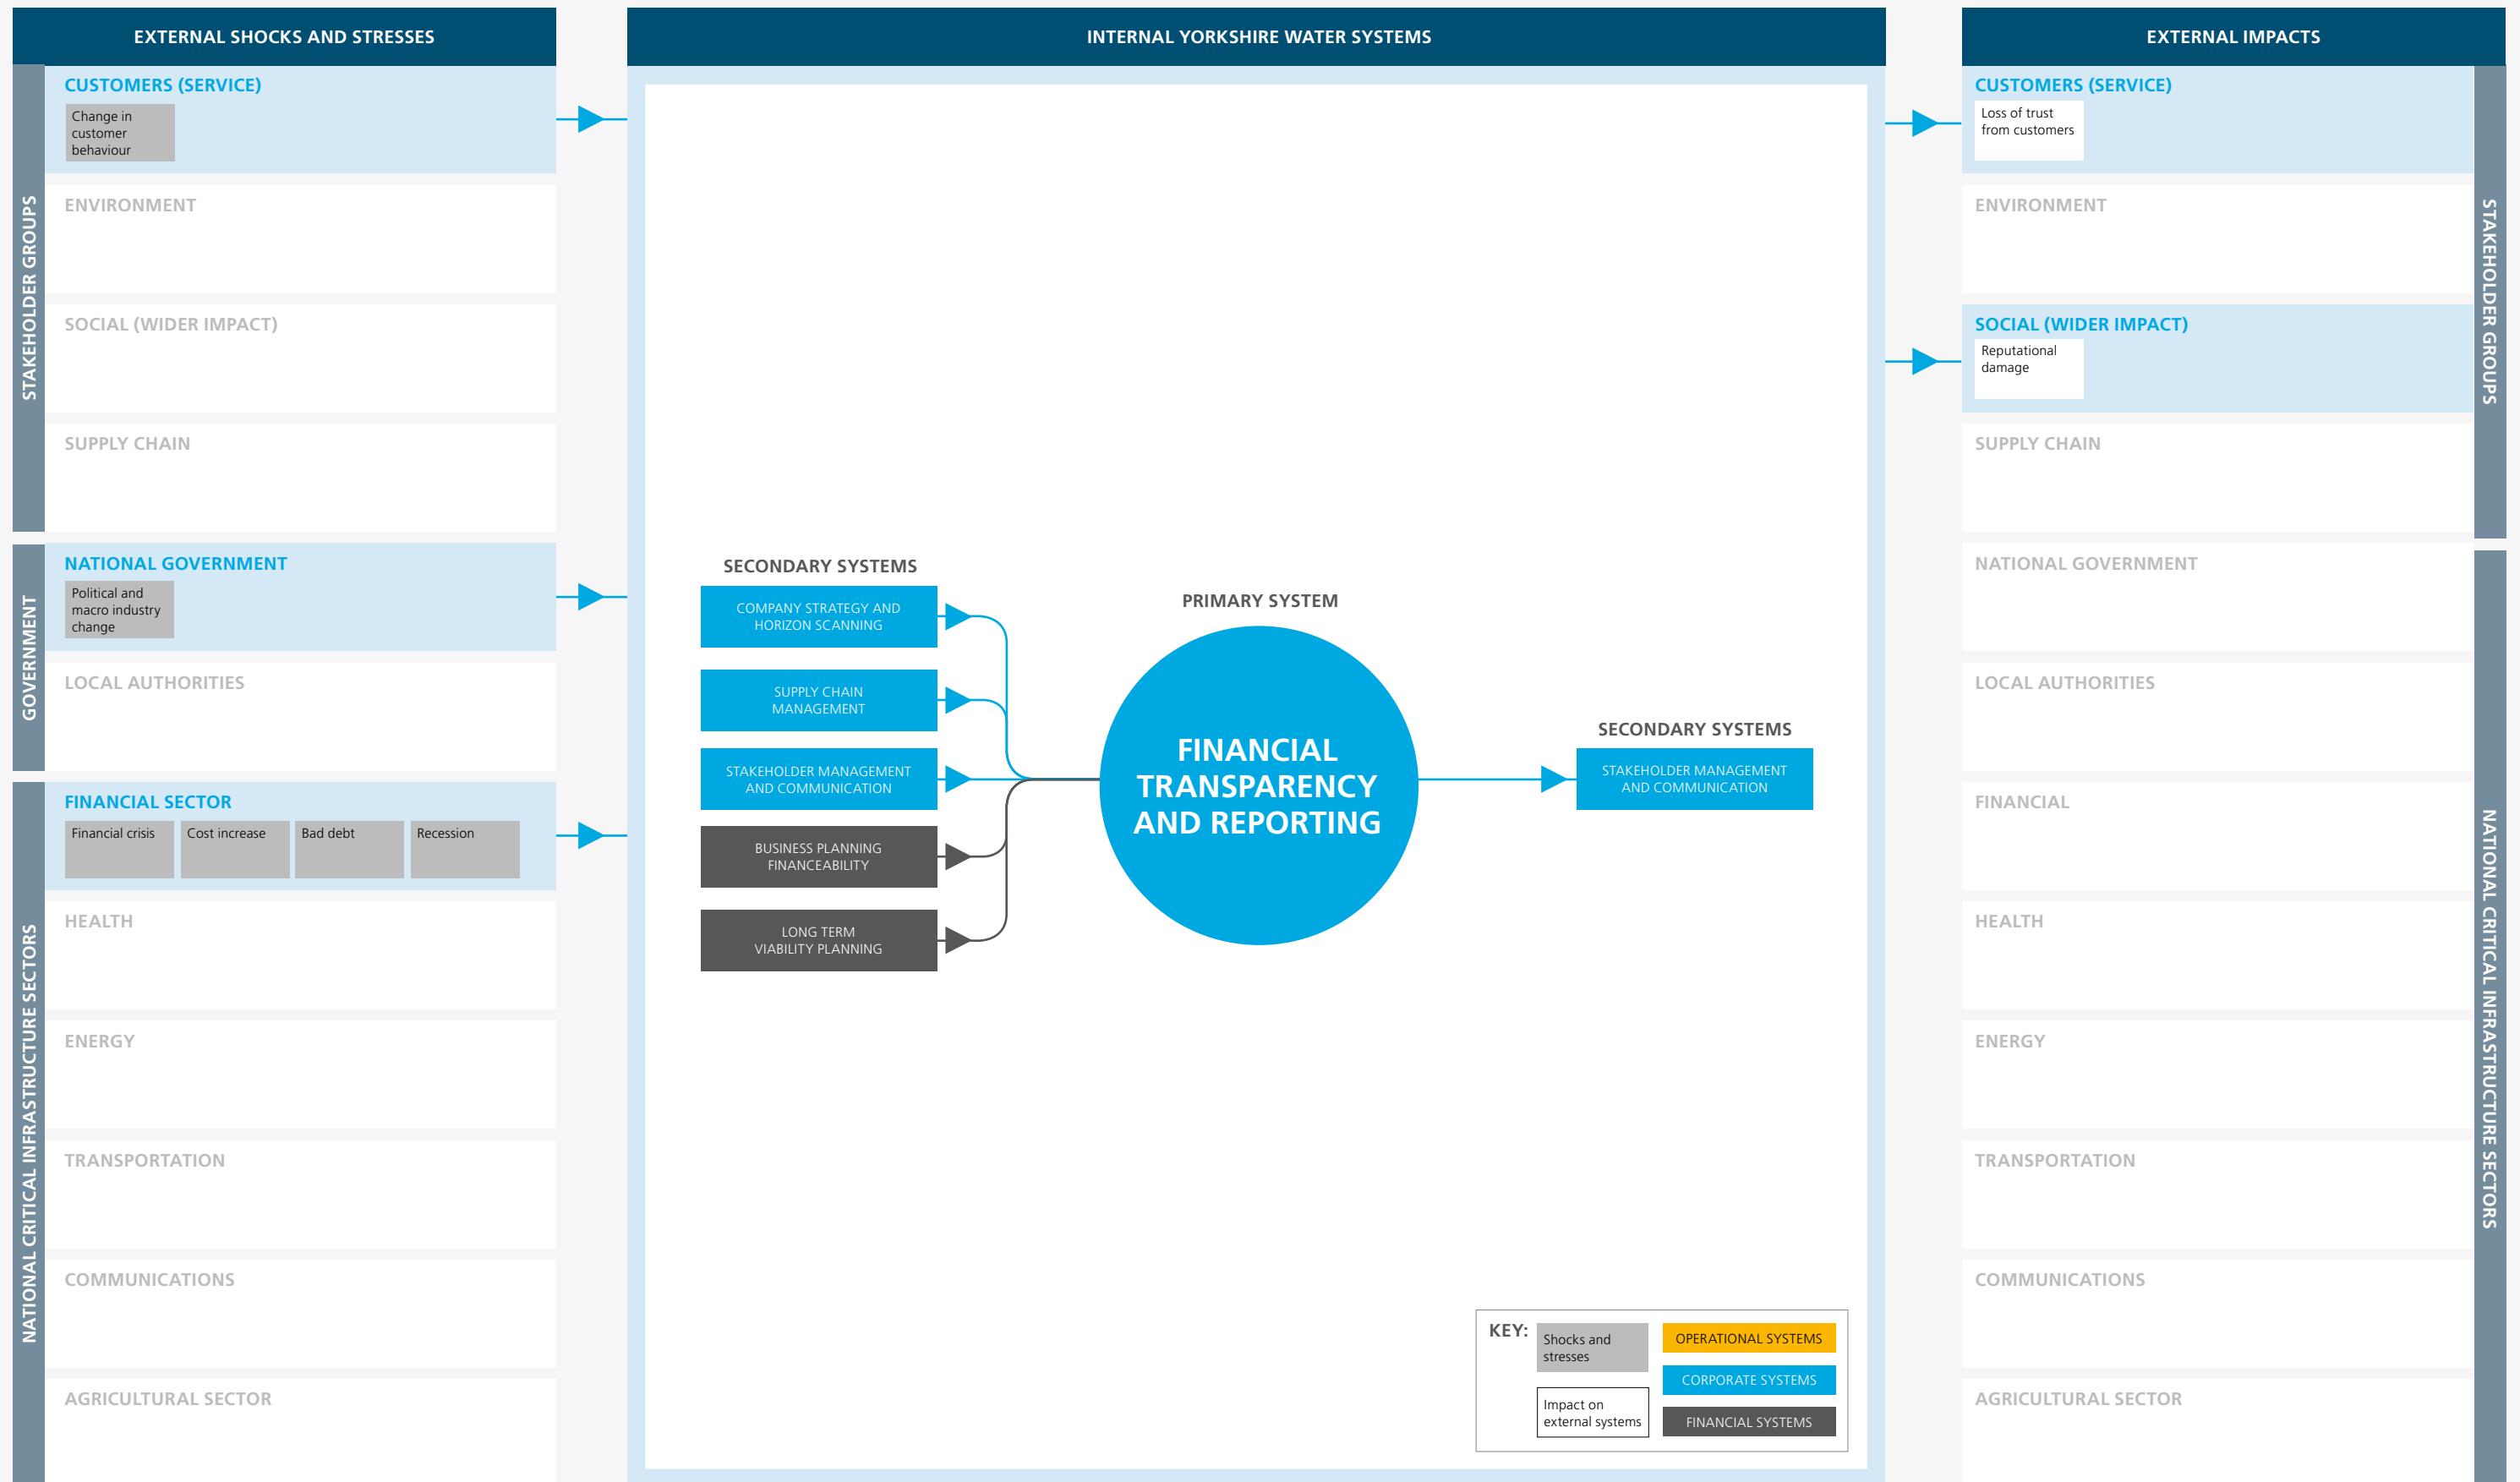 EXTERNAL SHOCKS AND STRESSES
STAKEHOLDER GROUPS
CUSTOMERS (SERVICE)
Change in
customer
behaviour
ENVIRONMENT
SOCIAL (WIDER IMPACT)
SUPPLY CHAIN
GOVERNMENT
NATIONAL GOVERNMENT
Political and
macro industry
change
LOCAL AUTHORITIES
NATIONAL CRITICAL INFRASTRUCTURE SECTORS
FINANCIAL SECTOR
Financial crisis
Cost increase
Bad debt
Recession
HEALTH
ENERGY
TRANSPORTATION
COMMUNICATIONS
AGRICULTURAL SECTOR
INTERNAL YORKSHIRE WATER SYSTEMS
SECONDARY SYSTEMS
COMPANY STRATEGY AND
HORIZON SCANNING
SUPPLY CHAIN
MANAGEMENT
STAKEHOLDER MANAGEMENT
AND COMMUNICATION
BUSINESS PLANNING
FINANCEABILITY
LONG TERM
VIABILITY PLANNING
PRIMARY SYSTEM
FINANCIAL
TRANSPARENCY
AND REPORTING
SECONDARY SYSTEMS
STAKEHOLDER MANAGEMENT
AND COMMUNICATION
KEY:
Shocks and
stresses
Impact on
external systems
OPERATIONAL SYSTEMS
CORPORATE SYSTEMS
FINANCIAL SYSTEMS
EXTERNAL IMPACTS
STAKEHOLDER GROUPS
CUSTOMERS (SERVICE)
Loss of trust
from customers
ENVIRONMENT
SOCIAL (WIDER IMPACT)
Reputational
damage
SUPPLY CHAIN
NATIONAL CRITICAL INFRASTRUCTURE SECTORS
NATIONAL GOVERNMENT
LOCAL AUTHORITIES
FINANCIAL
HEALTH
ENERGY
TRANSPORTATION
COMMUNICATIONS
AGRICULTURAL SECTOR